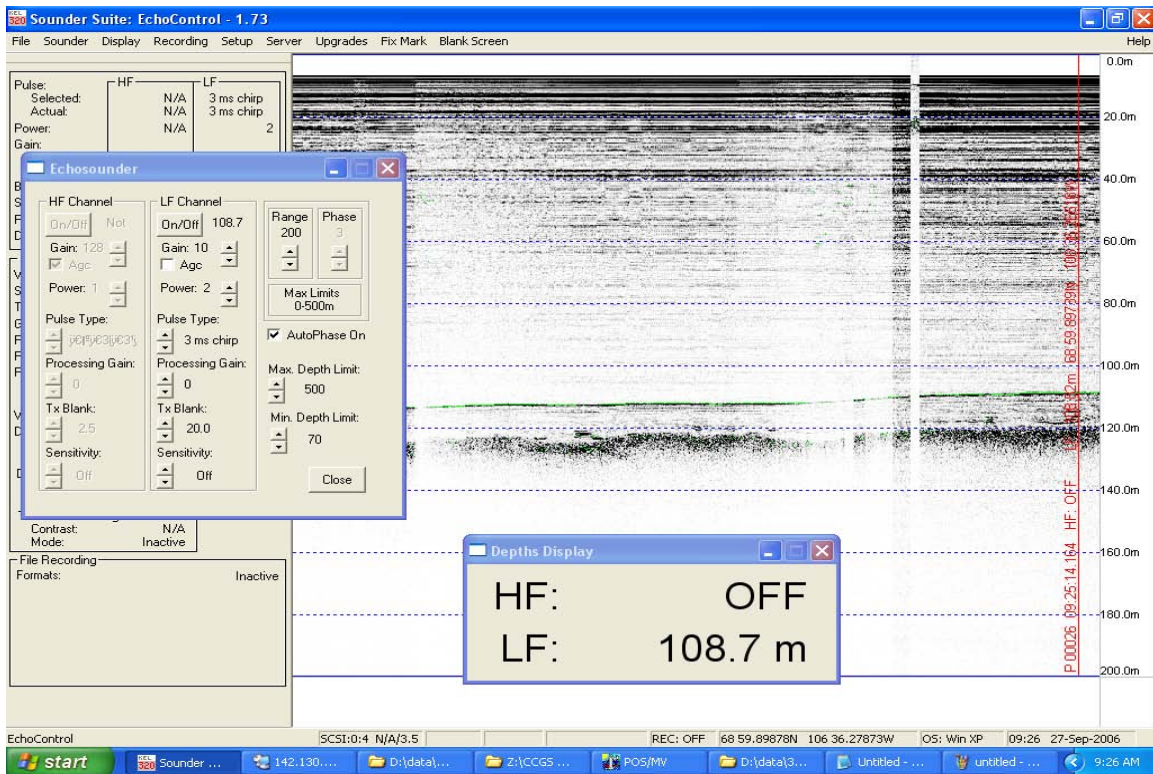 KEL 320 Sounder Suite: EchoControl - 1.73
File Sounder Display Recording Setup Server Upgrades Fix Mark Blank Screen Help
HF LF
Pulse:
Selected: N/A 3 ms chirp
Actual: N/A 3 ms chirp
Power: N/A 2
Gain:
Echosounder
HF Channel
On/Off Not
Gain: 128
Agc
Power: 1
Pulse Type:
Processing Gain:
0
Tx Blank:
2.5
Sensitivity:
Off
LF Channel
On/Off 108.7
Gain: 10
Agc
Power: 2
Pulse Type:
3 ms chirp
Processing Gain:
0
Tx Blank:
20.0
Sensitivity:
Off
Range
200
Phase
3
Max Limits
0-500m
AutoPhase On
Max. Depth Limit:
500
Min. Depth Limit:
70
Close
Contrast: N/A
Mode: Inactive
File Recording
Formats: Inactive
0.0m
20.0m
40.0m
60.0m
80.0m
100.0m
120.0m
140.0m
160.0m
180.0m
200.0m
P 00026 09:25:14.164 HF: OFF
Depths Display
HF: OFF
LF: 108.7 m
EchoControl SCSI:0:4 N/A/3.5 REC: OFF 68 59.89878N 106 36.27873W OS: Win XP 09:26 27-Sep-2006
start KEL 320 Sounder ... 142.130.... D:\data\... Z:\CCGS ... POS/MV D:\data\3... Untitled - ... untitled - ... 9:26 AM